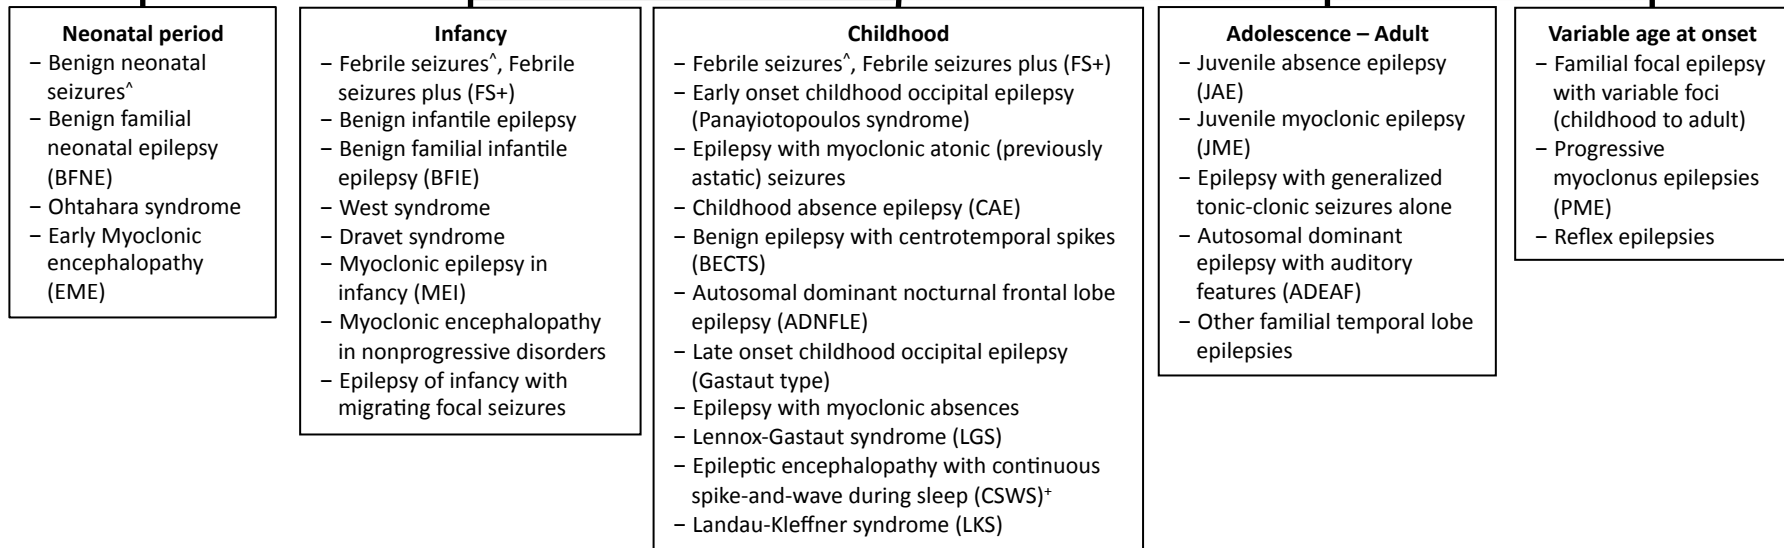 Neonatal period
– Benign neonatal
seizures^
– Benign familial
neonatal epilepsy
(BFNE)
– Ohtahara syndrome
– Early Myoclonic
encephalopathy
(EME)
Infancy
– Febrile seizures^, Febrile
seizures plus (FS+)
– Benign infantile epilepsy
– Benign familial infantile
epilepsy (BFIE)
– West syndrome
– Dravet syndrome
– Myoclonic epilepsy in
infancy (MEI)
– Myoclonic encephalopathy
in nonprogressive disorders
– Epilepsy of infancy with
migrating focal seizures
Childhood
– Febrile seizures^, Febrile seizures plus (FS+)
– Early onset childhood occipital epilepsy
(Panayiotopoulos syndrome)
– Epilepsy with myoclonic atonic (previously
astatic) seizures
– Childhood absence epilepsy (CAE)
– Benign epilepsy with centrotemporal spikes
(BECTS)
– Autosomal dominant nocturnal frontal lobe
epilepsy (ADNFLE)
– Late onset childhood occipital epilepsy
(Gastaut type)
– Epilepsy with myoclonic absences
– Lennox-Gastaut syndrome (LGS)
– Epileptic encephalopathy with continuous
spike-and-wave during sleep (CSWS)+
– Landau-Kleffner syndrome (LKS)
Adolescence – Adult
– Juvenile absence epilepsy
(JAE)
– Juvenile myoclonic epilepsy
(JME)
– Epilepsy with generalized
tonic-clonic seizures alone
– Autosomal dominant
epilepsy with auditory
features (ADEAF)
– Other familial temporal lobe
epilepsies
Variable age at onset
– Familial focal epilepsy
with variable foci
(childhood to adult)
– Progressive
myoclonus epilepsies
(PME)
– Reflex epilepsies